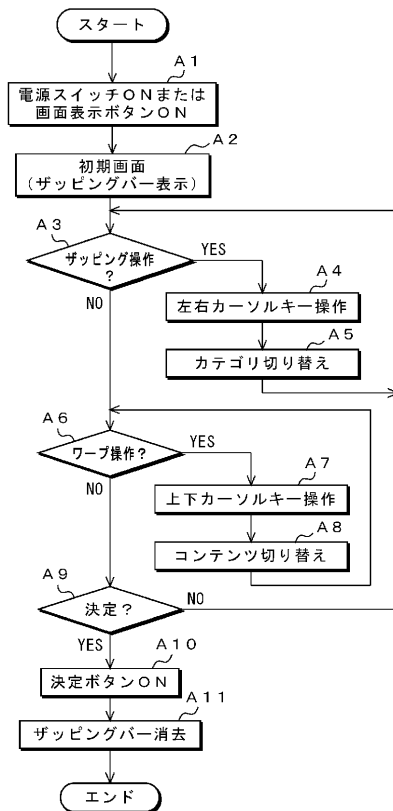 スタート
A1
電源スイッチONまたは
画面表示ボタンON
A2
初期画面
(ザッピングバー表示)
A3
ザッピング操作
?
YES
NO
A4
左右カーソルキー操作
A5
カテゴリ切り替え
A6
ワープ操作?
YES
NO
A7
上下カーソルキー操作
A8
コンテンツ切り替え
A9
決定?
NO
YES
A10
決定ボタンON
A11
ザッピングバー消去
エンド